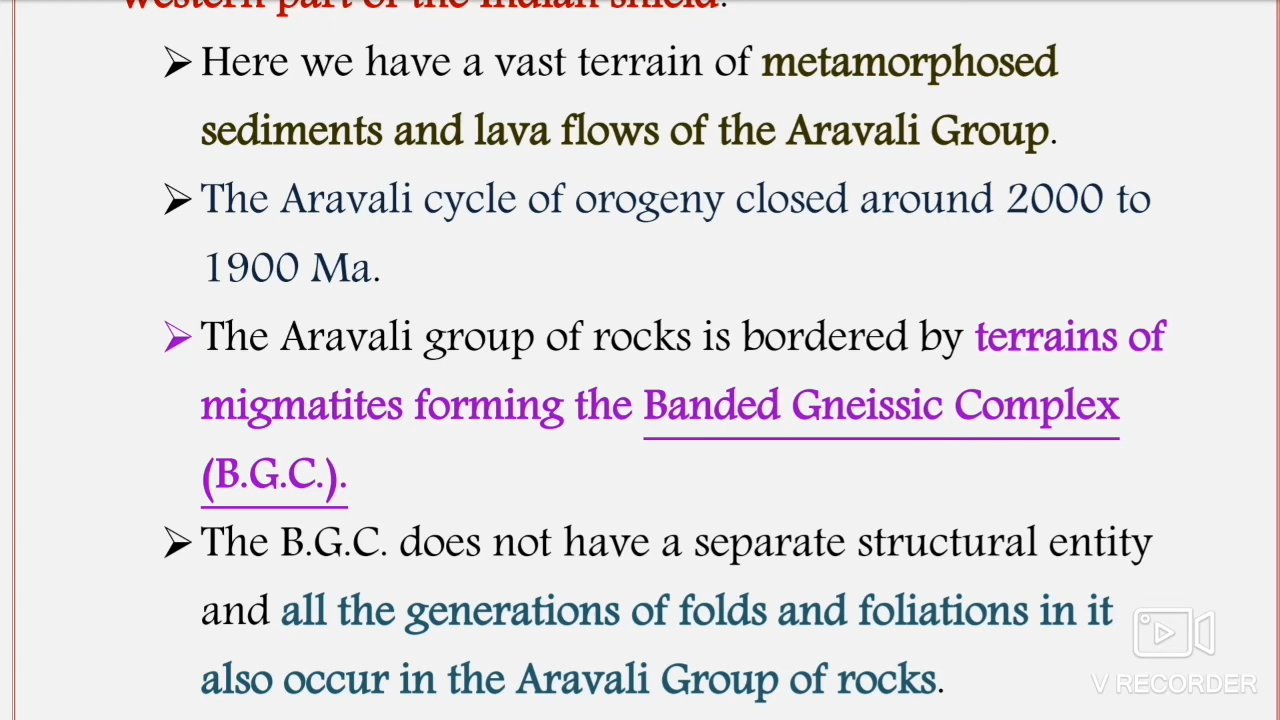 western part of the Indian shield.
➢ Here we have a vast terrain of metamorphosed
sediments and lava flows of the Aravali Group.
➢ The Aravali cycle of orogeny closed around 2000 to
1900 Ma.
➢ The Aravali group of rocks is bordered by terrains of
migmatites forming the Banded Gneissic Complex
(B.G.C.).
➢ The B.G.C. does not have a separate structural entity
and all the generations of folds and foliations in it
also occur in the Aravali Group of rocks.
V RECORDER